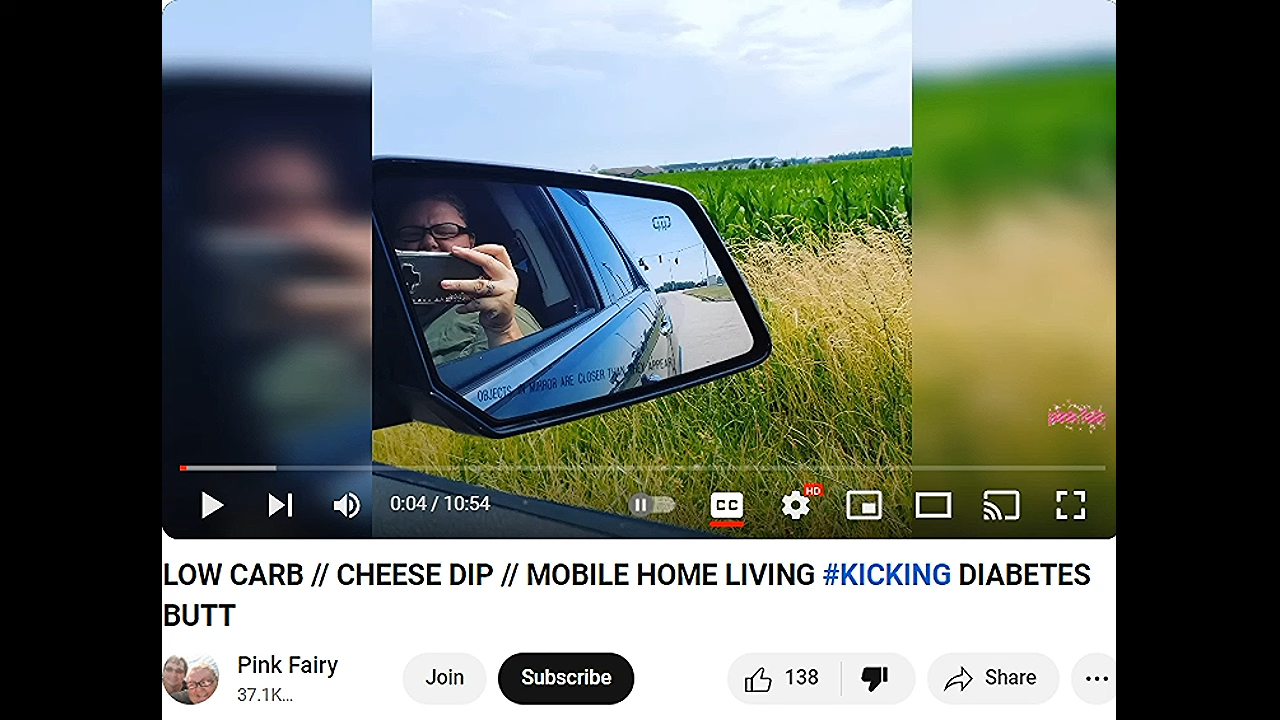 OBJECTS IN MIRROR ARE CLOSER THAN THEY APPEAR
0:04 / 10:54
CC
HD
LOW CARB // CHEESE DIP // MOBILE HOME LIVING #KICKING DIABETES
BUTT
Pink Fairy
37.1K...
Join
Subscribe
138
Share